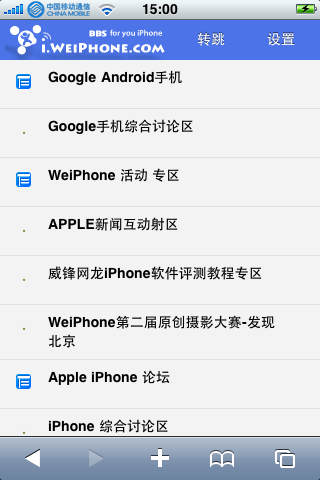 中国移动通信
CHINA MOBILE
15:00
BBS for you iPhone
i.WEiPHONE.COM
转跳
设置
Google Android手机
Google手机综合讨论区
WeiPhone 活动 专区
APPLE新闻互动射区
威锋网龙iPhone软件评测教程专区
WeiPhone第二届原创摄影大赛-发现
北京
Apple iPhone 论坛
iPhone 综合讨论区